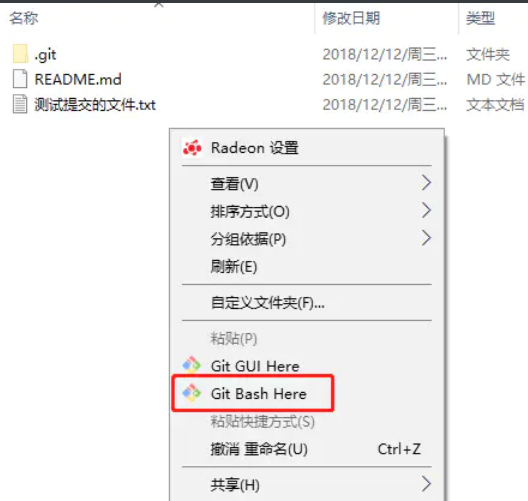 名称 修改日期 类型
.git 2018/12/12/周三... 文件夹
README.md 2018/12/12/周三... MD 文件
测试提交的文件.txt 2018/12/12/周三... 文本文档
Radeon 设置
查看(V)
排序方式(O)
分组依据(P)
刷新(E)
自定义文件夹(F)...
粘贴(P)
Git GUI Here
Git Bash Here
粘贴快捷方式(S)
撤消 重命名(U) Ctrl+Z
共享(H)